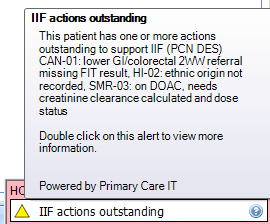 IIF actions outstanding
This patient has one or more actions
outstanding to support IIF (PCN DES)
CAN-01: lower GI/colorectal 2WW referral
missing FIT result, HI-02: ethnic origin not
recorded, SMR-03: on DOAC, needs
creatinine clearance calculated and dose
status
Double click on this alert to view more
information.
Powered by Primary Care IT
HO
IIF actions outstanding